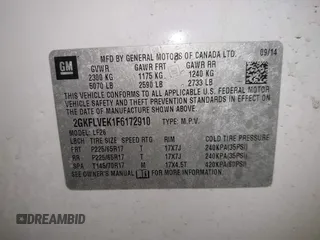 GM
MFD BY GENERAL MOTORS OF CANADA LTD.
09/14
GVWR GAWR FRT GAWR RR
2300 KG 1175 KG 1240 KG
5070 LB 2590 LB 2733 LB
THIS VEHICLE CONFORMS TO ALL APPLICABLE U.S. FEDERAL
MOTOR VEHICLE SAFETY
THEFT PREVENTION STANDARDS IN EFFECT ON THE DATE OF
MANUFACTURE SHOWN ABOVE.
2GKFLVEK1F6172910 TYPE: M.P.V.
MODEL: LF26
TIRE SIZE SPEED RTG RIM COLD TIRE PRESSURE
FRT P225/65R17 T 17X7J 240KPA(35PSI)
RR P225/65R17 T 17X7J 240KPA(35PSI)
SPA T145/70R17 M 17X4.5T 420KPA(60PSI)
SEE OWNER'S MANUAL FOR MORE INFORMATION.
DREAMBID